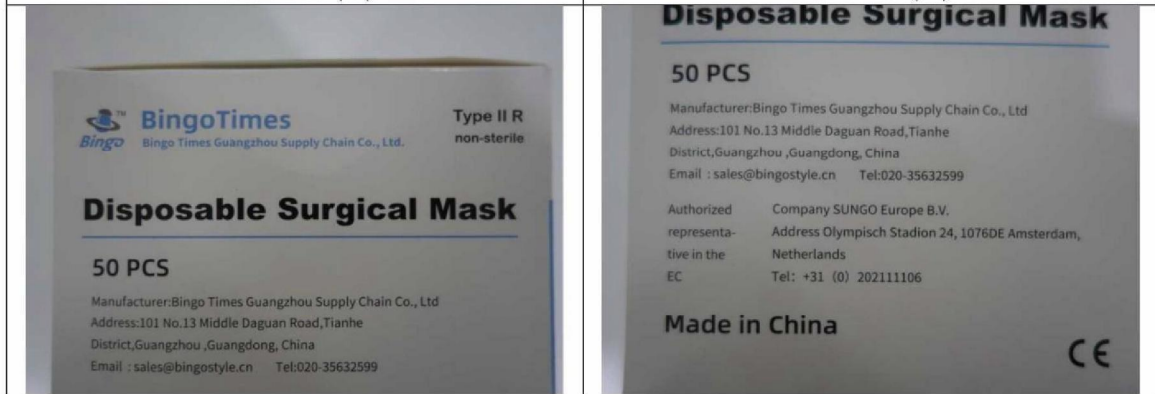 BingoTimes
Bingo
Bingo Times Guangzhou Supply Chain Co., Ltd.
Type II R
non-sterile
Disposable Surgical Mask
50 PCS
Manufacturer:Bingo Times Guangzhou Supply Chain Co., Ltd
Address:101 No.13 Middle Daguan Road,Tianhe
District,Guangzhou ,Guangdong, China
Email : sales@bingostyle.cn Tel:020-35632599
Disposable Surgical Mask
50 PCS
Manufacturer:Bingo Times Guangzhou Supply Chain Co., Ltd
Address:101 No.13 Middle Daguan Road,Tianhe
District,Guangzhou ,Guangdong, China
Email : sales@bingostyle.cn Tel:020-35632599
Authorized Company SUNGO Europe B.V.
representa- Address Olympisch Stadion 24, 1076DE Amsterdam,
tive in the Netherlands
EC Tel: +31 (0) 202111106
Made in China
CE